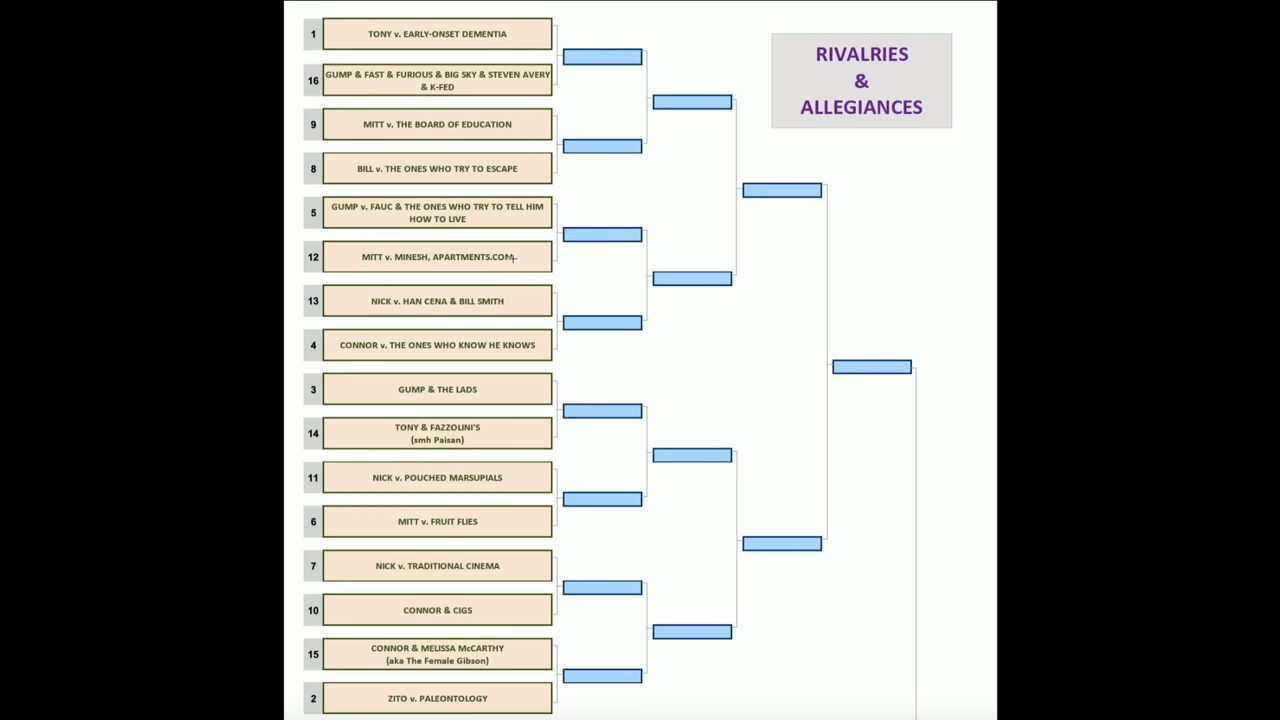 1
TONY v. EARLY-ONSET DEMENTIA
16
GUMP & FAST & FURIOUS & BIG SKY & STEVEN AVERY
& K-FED
9
MITT v. THE BOARD OF EDUCATION
8
BILL v. THE ONES WHO TRY TO ESCAPE
5
GUMP v. FAUC & THE ONES WHO TRY TO TELL HIM
HOW TO LIVE
12
MITT v. MINESH, APARTMENTS.COM
13
NICK v. HAN CENA & BILL SMITH
4
CONNOR v. THE ONES WHO KNOW HE KNOWS
3
GUMP & THE LADS
14
TONY & FAZZOLINI'S
(smh Paisan)
11
NICK v. POUCHED MARSUPIALS
6
MITT v. FRUIT FLIES
7
NICK v. TRADITIONAL CINEMA
10
CONNOR & CIGS
15
CONNOR & MELISSA McCARTHY
(aka The Female Gibson)
2
ZITO v. PALEONTOLOGY
RIVALRIES
&
ALLEGIANCES